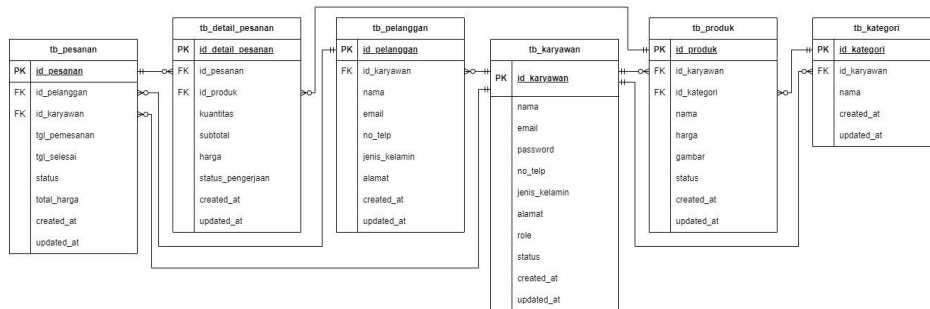 tb_pesanan
PK id_pesanan
FK id_pelanggan
FK id_karyawan
tgl_pemesanan
tgl_selesai
status
total_harga
created_at
updated_at
tb_detail_pesanan
PK id_detail_pesanan
FK id_pesanan
FK id_produk
kuantitas
subtotal
harga
status_pengerjaan
created_at
updated_at
tb_pelanggan
PK id_pelanggan
FK id_karyawan
nama
email
no_telp
jenis_kelamin
alamat
created_at
updated_at
tb_karyawan
PK id_karyawan
nama
email
password
no_telp
jenis_kelamin
alamat
role
status
created_at
updated_at
tb_produk
PK id_produk
FK id_karyawan
FK id_kategori
nama
harga
gambar
status
created_at
updated_at
tb_kategori
PK id_kategori
FK id_karyawan
nama
created_at
updated_at